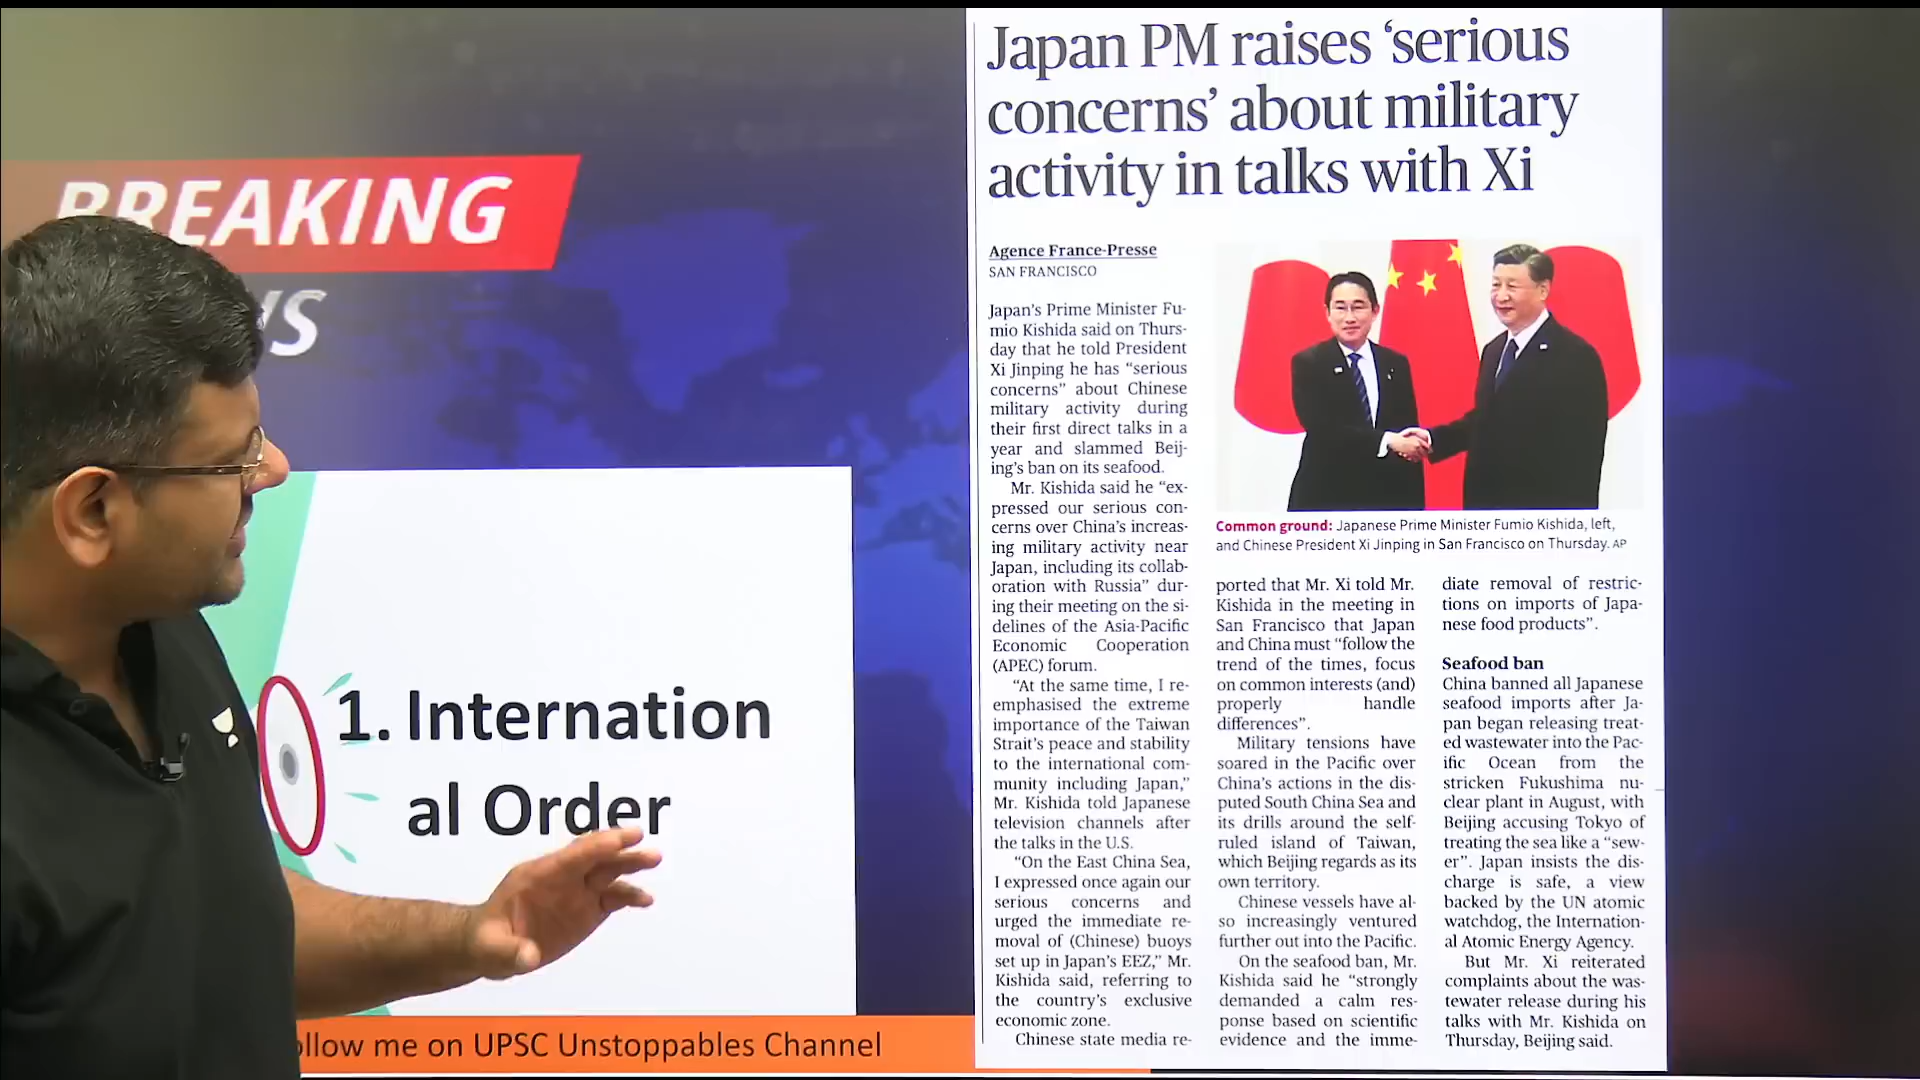 BREAKING
Japan PM raises ‘serious
concerns’ about military
activity in talks with Xi
Agence France-Presse
SAN FRANCISCO
Japan’s Prime Minister Fu-
mio Kishida said on Thurs-
day that he told President
Xi Jinping he has “serious
concerns” about Chinese
military activity during
their first direct talks in a
year and slammed Beij-
ing’s ban on its seafood.
Mr. Kishida said he “ex-
pressed our serious con-
cerns over China’s increas-
ing military activity near
Japan, including its collab-
oration with Russia” dur-
ing their meeting on the si-
delines of the Asia-Pacific
Economic Cooperation
(APEC) forum.
“At the same time, I re-
emphasised the extreme
importance of the Taiwan
Strait’s peace and stability
to the international com-
munity including Japan,”
Mr. Kishida told Japanese
television channels after
the talks in the U.S.
“On the East China Sea,
I expressed once again our
serious concerns and
urged the immediate re-
moval of (Chinese) buoys
set up in Japan’s EEZ,” Mr.
Kishida said, referring to
the country’s exclusive
economic zone.
Chinese state media re-
Common ground: Japanese Prime Minister Fumio Kishida, left,
and Chinese President Xi Jinping in San Francisco on Thursday. AP
ported that Mr. Xi told Mr.
Kishida in the meeting in
San Francisco that Japan
and China must “follow the
trend of the times, focus
on common interests (and)
properly handle
differences”.
Military tensions have
soared in the Pacific over
China’s actions in the dis-
puted South China Sea and
its drills around the self-
ruled island of Taiwan,
which Beijing regards as its
own territory.
Chinese vessels have al-
so increasingly ventured
further out into the Pacific.
On the seafood ban, Mr.
Kishida said he “strongly
demanded a calm res-
ponse based on scientific
evidence and the imme-
diate removal of restric-
tions on imports of Japa-
nese food products”.
Seafood ban
China banned all Japanese
seafood imports after Ja-
pan began releasing treat-
ed wastewater into the Pac-
ific Ocean from the
stricken Fukushima nu-
clear plant in August, with
Beijing accusing Tokyo of
treating the sea like a “sew-
er”. Japan insists the dis-
charge is safe, a view
backed by the UN atomic
watchdog, the Internation-
al Atomic Energy Agency.
But Mr. Xi reiterated
complaints about the was-
tewater release during his
talks with Mr. Kishida on
Thursday, Beijing said.
1. Internation
al Order
ollow me on UPSC Unstoppables Channel